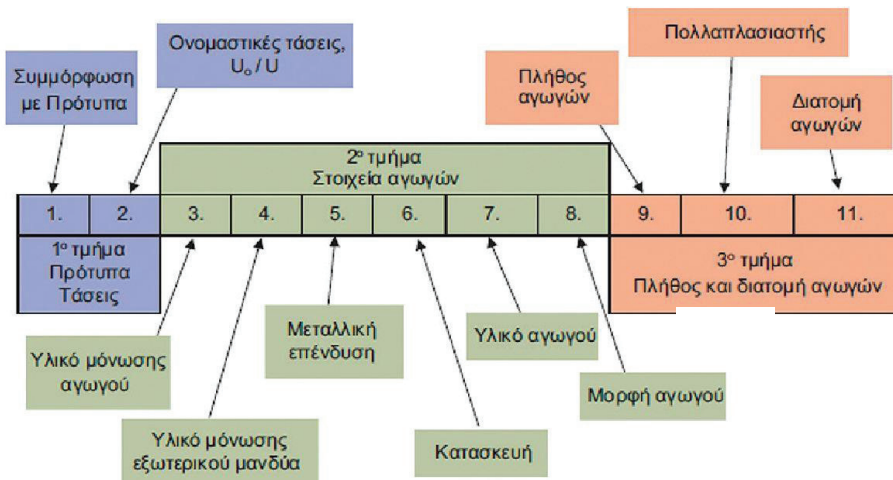 Ονομαστικές τάσεις,
U₀ / U
Πολλαπλασιαστής
Συμμόρφωση
με Πρότυπα
Πλήθος
αγωγών
Διατομή
αγωγών
2ο τμήμα
Στοιχεία αγωγών
1. 2. 3. 4. 5. 6. 7. 8. 9. 10. 11.
1ο τμήμα
Πρότυπα
Τάσεις
3ο τμήμα
Πλήθος και διατομή αγωγών
Υλικό μόνωσης
αγωγού
Μεταλλική
επένδυση
Υλικό αγωγού
Μορφή αγωγού
Υλικό μόνωσης
εξωτερικού μανδύα
Κατασκευή